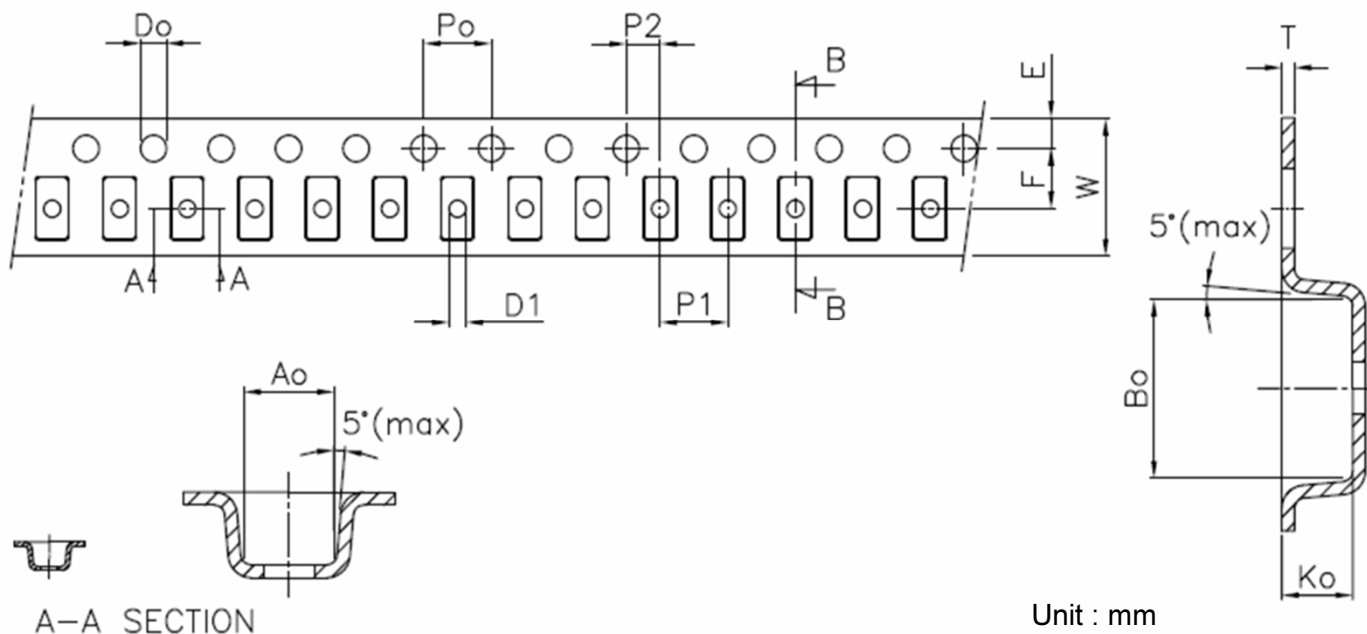 Do
Po
P2
B
T
E
F
W
A
A
D1
P1
B
5°(max)
Bo
Ao
5°(max)
Ko
A-A SECTION
Unit : mm